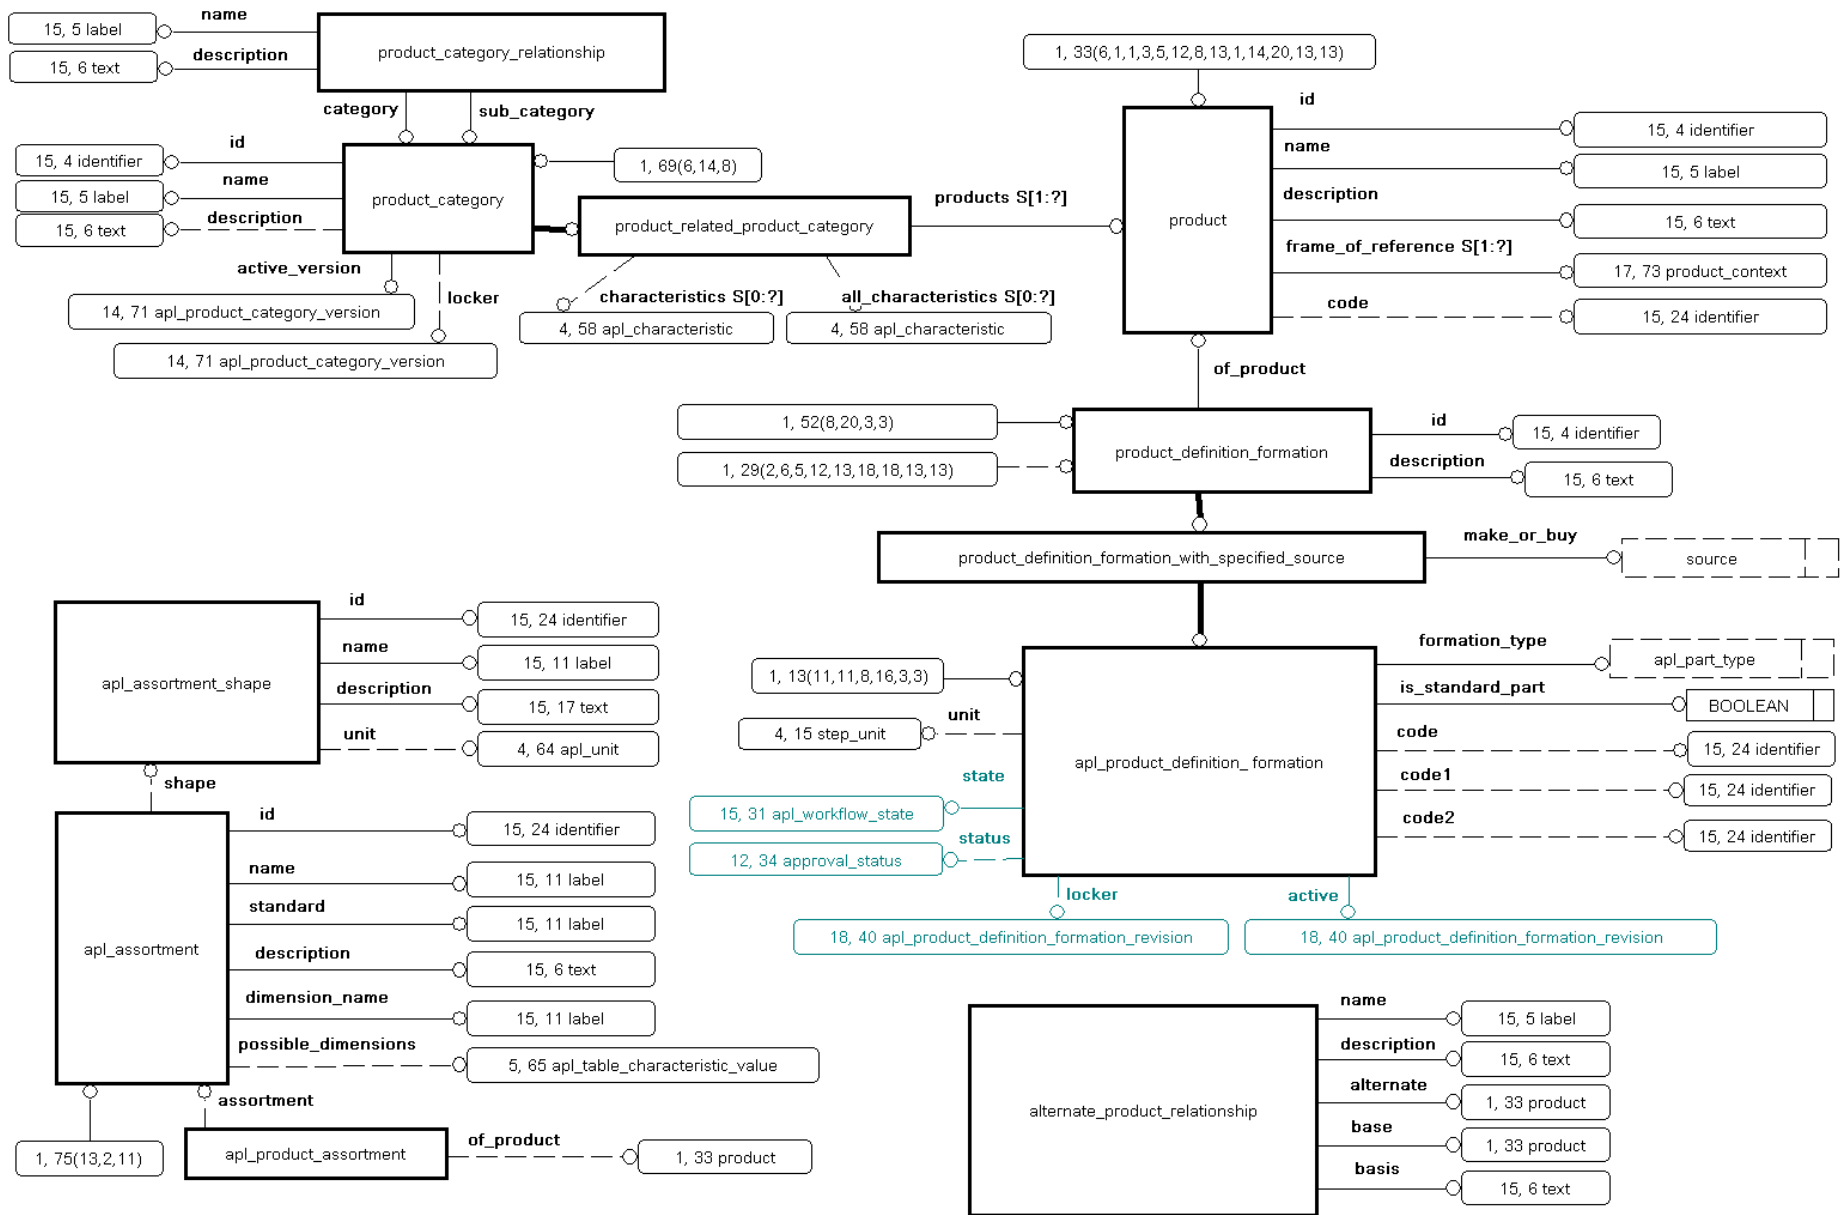 name
15, 5 label
description
15, 6 text
product_category_relationship
category
sub_category
id
15, 4 identifier
name
15, 5 label
description
15, 6 text
product_category
1, 69(6,14,8)
active_version
14, 71 apl_product_category_version
locker
14, 71 apl_product_category_version
product_related_product_category
products S[1:?]
characteristics S[0:?]
4, 58 apl_characteristic
all_characteristics S[0:?]
4, 58 apl_characteristic
1, 33(6,1,1,3,5,12,8,13,1,14,20,13,13)
product
id
15, 4 identifier
name
15, 5 label
description
15, 6 text
frame_of_reference S[1:?]
17, 73 product_context
code
15, 24 identifier
of_product
1, 52(8,20,3,3)
1, 29(2,6,5,12,13,18,18,13,13)
product_definition_formation
id
15, 4 identifier
description
15, 6 text
product_definition_formation_with_specified_source
make_or_buy
source
1, 13(11,11,8,16,3,3)
unit
4, 15 step_unit
state
15, 31 apl_workflow_state
status
12, 34 approval_status
apl_product_definition_ formation
formation_type
apl_part_type
is_standard_part
BOOLEAN
code
15, 24 identifier
code1
15, 24 identifier
code2
15, 24 identifier
locker
18, 40 apl_product_definition_formation_revision
active
18, 40 apl_product_definition_formation_revision
apl_assortment_shape
id
15, 24 identifier
name
15, 11 label
description
15, 17 text
unit
4, 64 apl_unit
shape
apl_assortment
id
15, 24 identifier
name
15, 11 label
standard
15, 11 label
description
15, 6 text
dimension_name
15, 11 label
possible_dimensions
5, 65 apl_table_characteristic_value
assortment
1, 75(13,2,11)
apl_product_assortment
of_product
1, 33 product
alternate_product_relationship
name
15, 5 label
description
15, 6 text
alternate
1, 33 product
base
1, 33 product
basis
15, 6 text